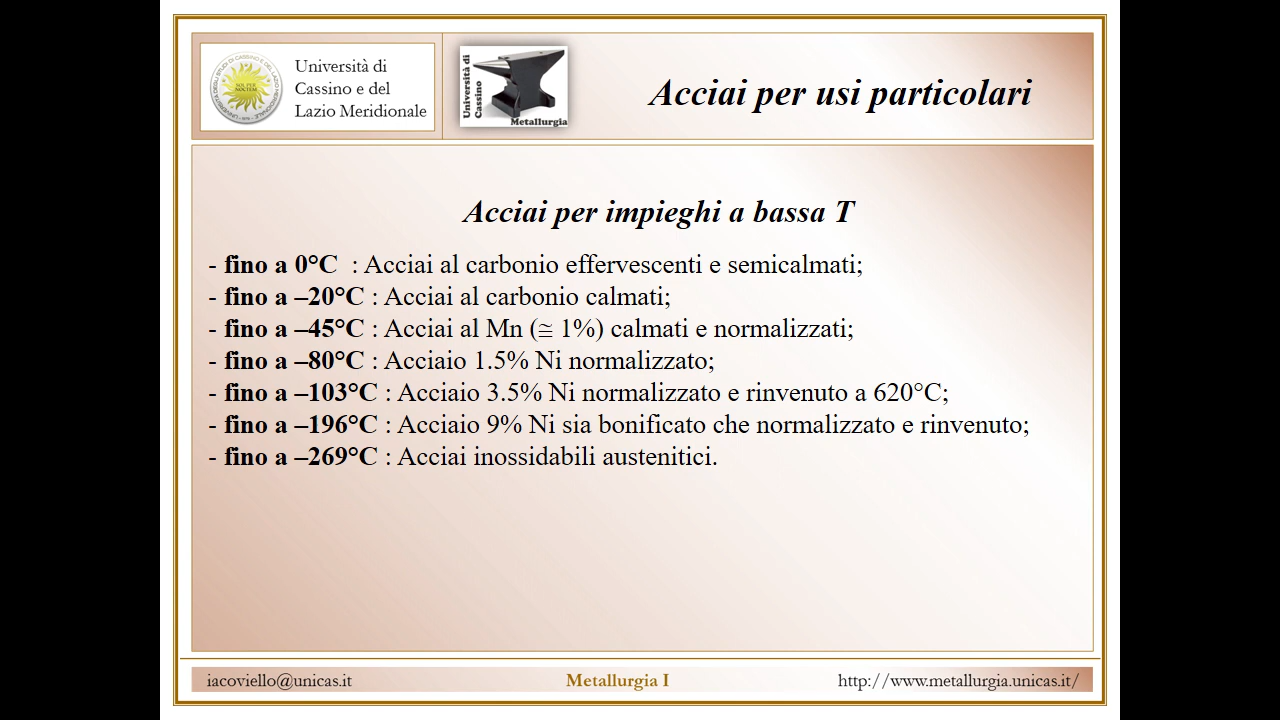 Università di
Cassino e del
Lazio Meridionale
Università di
Cassino
Metallurgia
Acciai per usi particolari
Acciai per impieghi a bassa T
- fino a 0°C : Acciai al carbonio effervescenti e semicalmati;
- fino a –20°C : Acciai al carbonio calmati;
- fino a –45°C : Acciai al Mn (≅ 1%) calmati e normalizzati;
- fino a –80°C : Acciaio 1.5% Ni normalizzato;
- fino a –103°C : Acciaio 3.5% Ni normalizzato e rinvenuto a 620°C;
- fino a –196°C : Acciaio 9% Ni sia bonificato che normalizzato e rinvenuto;
- fino a –269°C : Acciai inossidabili austenitici.
iacoviello@unicas.it
Metallurgia I
http://www.metallurgia.unicas.it/